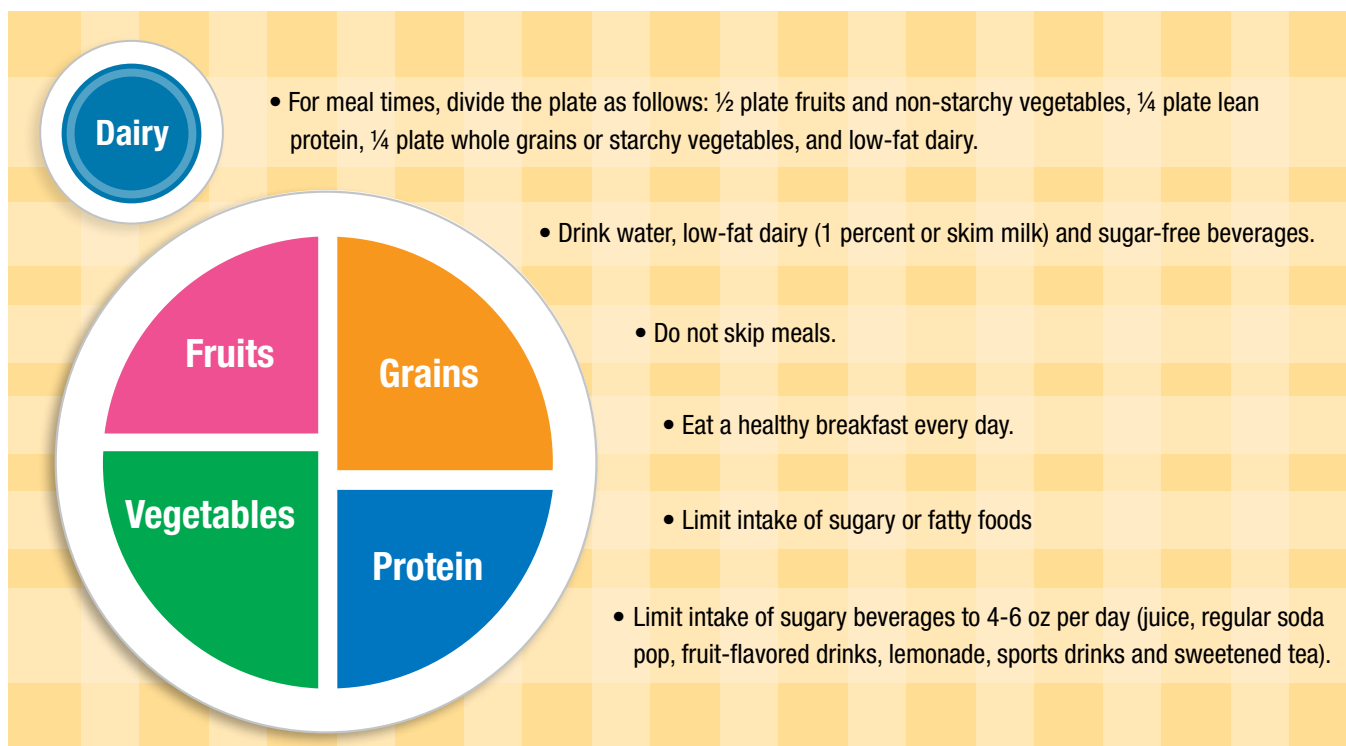 Dairy
• For meal times, divide the plate as follows: ½ plate fruits and non-starchy vegetables, ¼ plate lean
protein, ¼ plate whole grains or starchy vegetables, and low-fat dairy.
• Drink water, low-fat dairy (1 percent or skim milk) and sugar-free beverages.
Fruits
Grains
Vegetables
Protein
• Do not skip meals.
• Eat a healthy breakfast every day.
• Limit intake of sugary or fatty foods
• Limit intake of sugary beverages to 4-6 oz per day (juice, regular soda
pop, fruit-flavored drinks, lemonade, sports drinks and sweetened tea).